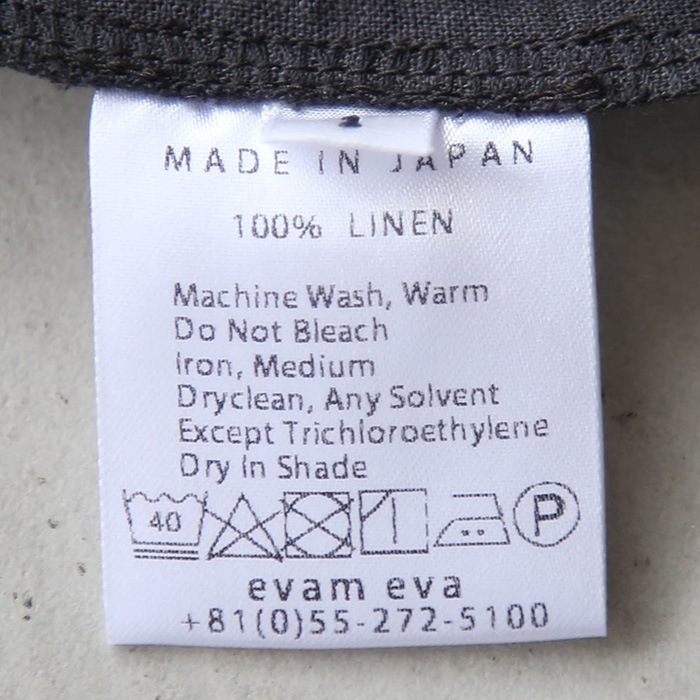 MADE IN JAPAN
100% LINEN
Machine Wash, Warm
Do Not Bleach
Iron, Medium
Dryclean, Any Solvent
Except Trichloroethylene
Dry In Shade
40 P
evam eva
+81(0)55-272-5100